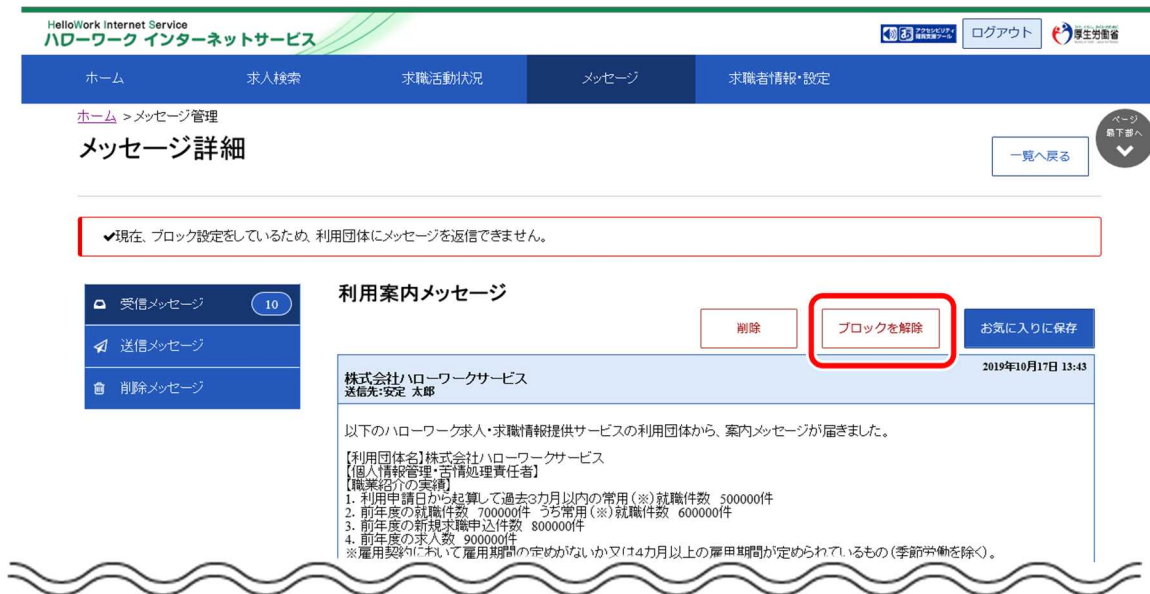 HelloWork Internet Service
ハローワーク インターネットサービス
アクセシビリティ
閲覧支援ツール
ログアウト
厚生労働省
ホーム 求人検索 求職活動状況 メッセージ 求職者情報・設定
ホーム >メッセージ管理
ページ
最下部へ
メッセージ詳細
一覧へ戻る
✔現在、ブロック設定をしているため、利用団体にメッセージを返信できません。
受信メッセージ 10
送信メッセージ
削除メッセージ
利用案内メッセージ
削除 ブロックを解除 お気に入りに保存
株式会社ハローワークサービス 2019年10月17日 13:43
送信先:安定 太郎
以下のハローワーク求人・求職情報提供サービスの利用団体から、案内メッセージが届きました。
【利用団体名】株式会社ハローワークサービス
【個人情報管理・苦情処理責任者】
【職業紹介の実績】
1. 利用申請日から起算して過去3カ月以内の常用(※)就職件数 500000件
2. 前年度の就職件数 700000件 うち常用(※)就職件数 600000件
3. 前年度の新規求職申込件数 800000件
4. 前年度の求人数 900000件
※雇用契約において雇用期間の定めがないか又は4カ月以上の雇用期間が定められているもの(季節労働を除く)。